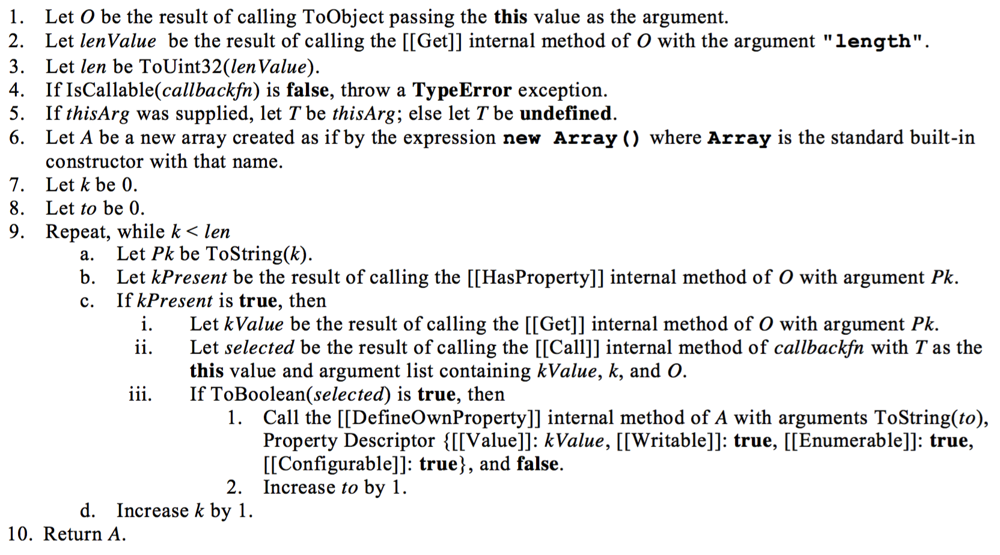 1. Let O be the result of calling ToObject passing the this value as the argument.
2. Let lenValue be the result of calling the [[Get]] internal method of O with the argument "length".
3. Let len be ToUint32(lenValue).
4. If IsCallable(callbackfn) is false, throw a TypeError exception.
5. If thisArg was supplied, let T be thisArg; else let T be undefined.
6. Let A be a new array created as if by the expression new Array() where Array is the standard built-in
constructor with that name.
7. Let k be 0.
8. Let to be 0.
9. Repeat, while k < len
a. Let Pk be ToString(k).
b. Let kPresent be the result of calling the [[HasProperty]] internal method of O with argument Pk.
c. If kPresent is true, then
i. Let kValue be the result of calling the [[Get]] internal method of O with argument Pk.
ii. Let selected be the result of calling the [[Call]] internal method of callbackfn with T as the
this value and argument list containing kValue, k, and O.
iii. If ToBoolean(selected) is true, then
1. Call the [[DefineOwnProperty]] internal method of A with arguments ToString(to),
Property Descriptor {[[Value]]: kValue, [[Writable]]: true, [[Enumerable]]: true,
[[Configurable]]: true}, and false.
2. Increase to by 1.
d. Increase k by 1.
10. Return A.